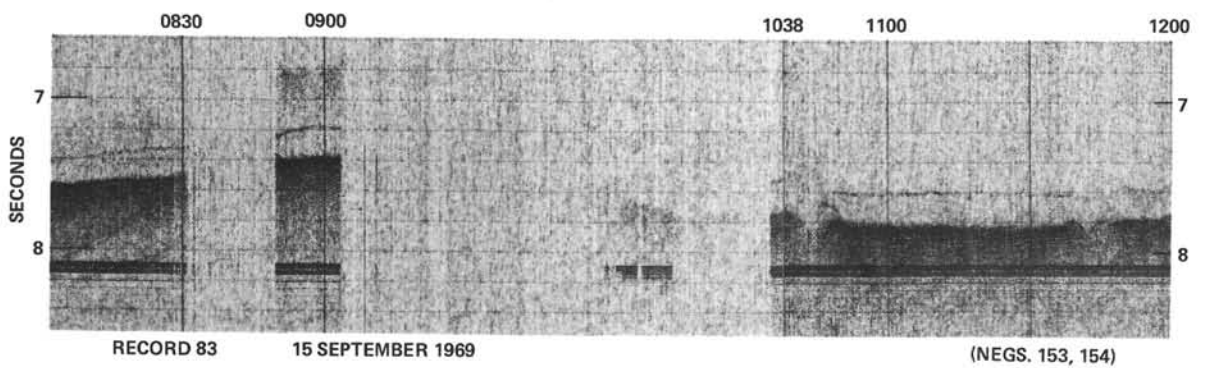 0830 0900 1038 1100 1200
7 7
SECONDS
8 8
RECORD 83 15 SEPTEMBER 1969 (NEGS. 153, 154)